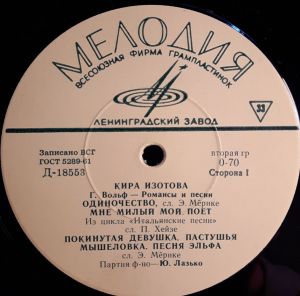 МЕЛОДИЯ
ВСЕСОЮЗНАЯ ФИРМА ГРАМПЛАСТИНОК
33
ЛЕНИНГРАДСКИЙ ЗАВОД
Записано ВСГ
ГОСТ 5289-61
Д-18553
вторая гр
0-70
Сторона 1
КИРА ИЗОТОВА
Г. Вольф — Романсы и песни
ОДИНОЧЕСТВО, сл. Э. Мёрике
МНЕ МИЛЫЙ МОЙ ПОЁТ
Из цикла «Итальянские песни»
сл. П. Хейзе
ПОКИНУТАЯ ДЕВУШКА, ПАСТУШЬЯ
МЫШЕЛОВКА, ПЕСНЯ ЭЛЬФА
сл. Э. Мёрике
Партия ф-но— Ю. Лазько